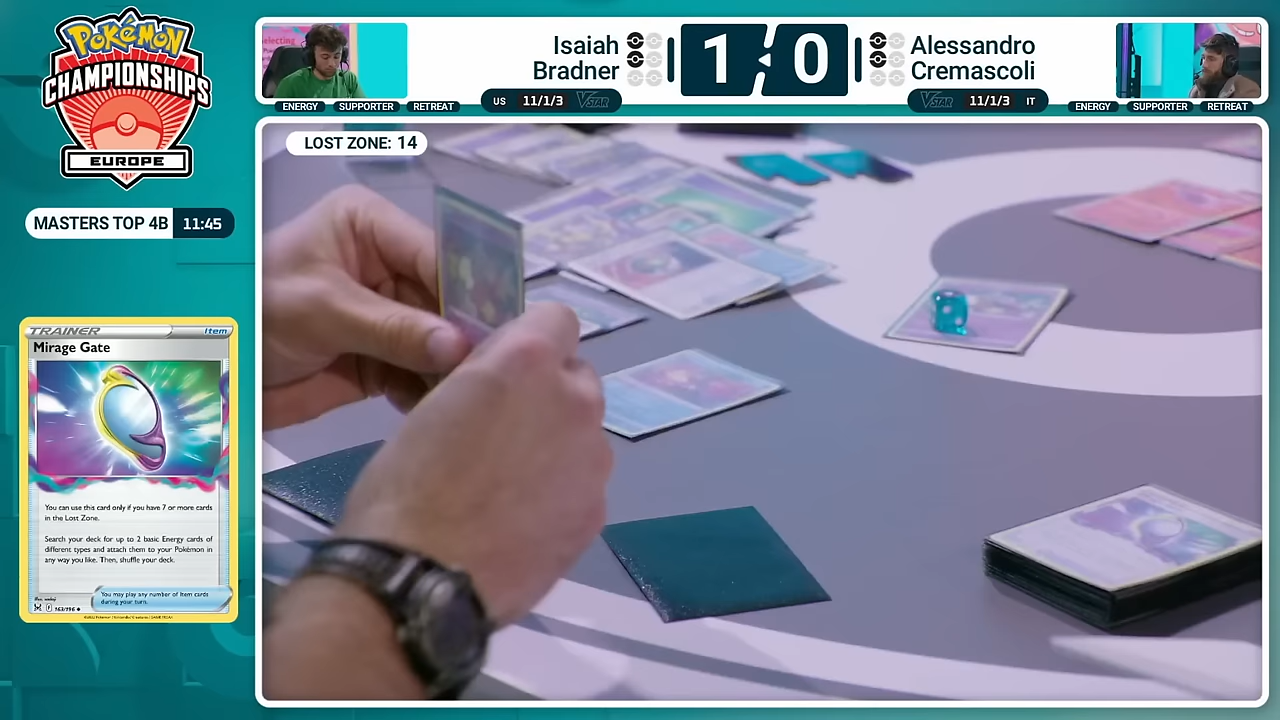 Pokémon
CHAMPIONSHIPS
EUROPE
MASTERS TOP 4B 11:45
Isaiah
Bradner
1 0
Alessandro
Cremascoli
US 11/1/3 VSTAR
VSTAR 11/1/3 IT
ENERGY SUPPORTER RETREAT
ENERGY SUPPORTER RETREAT
LOST ZONE: 14
TRAINER Item
Mirage Gate
You can use this card only if you have 7 or more cards
in the Lost Zone.
Search your deck for up to 2 basic Energy cards of
different types and attach them to your Pokémon in
any way you like. Then, shuffle your deck.
You may play any number of Item cards
during your turn.
163/196